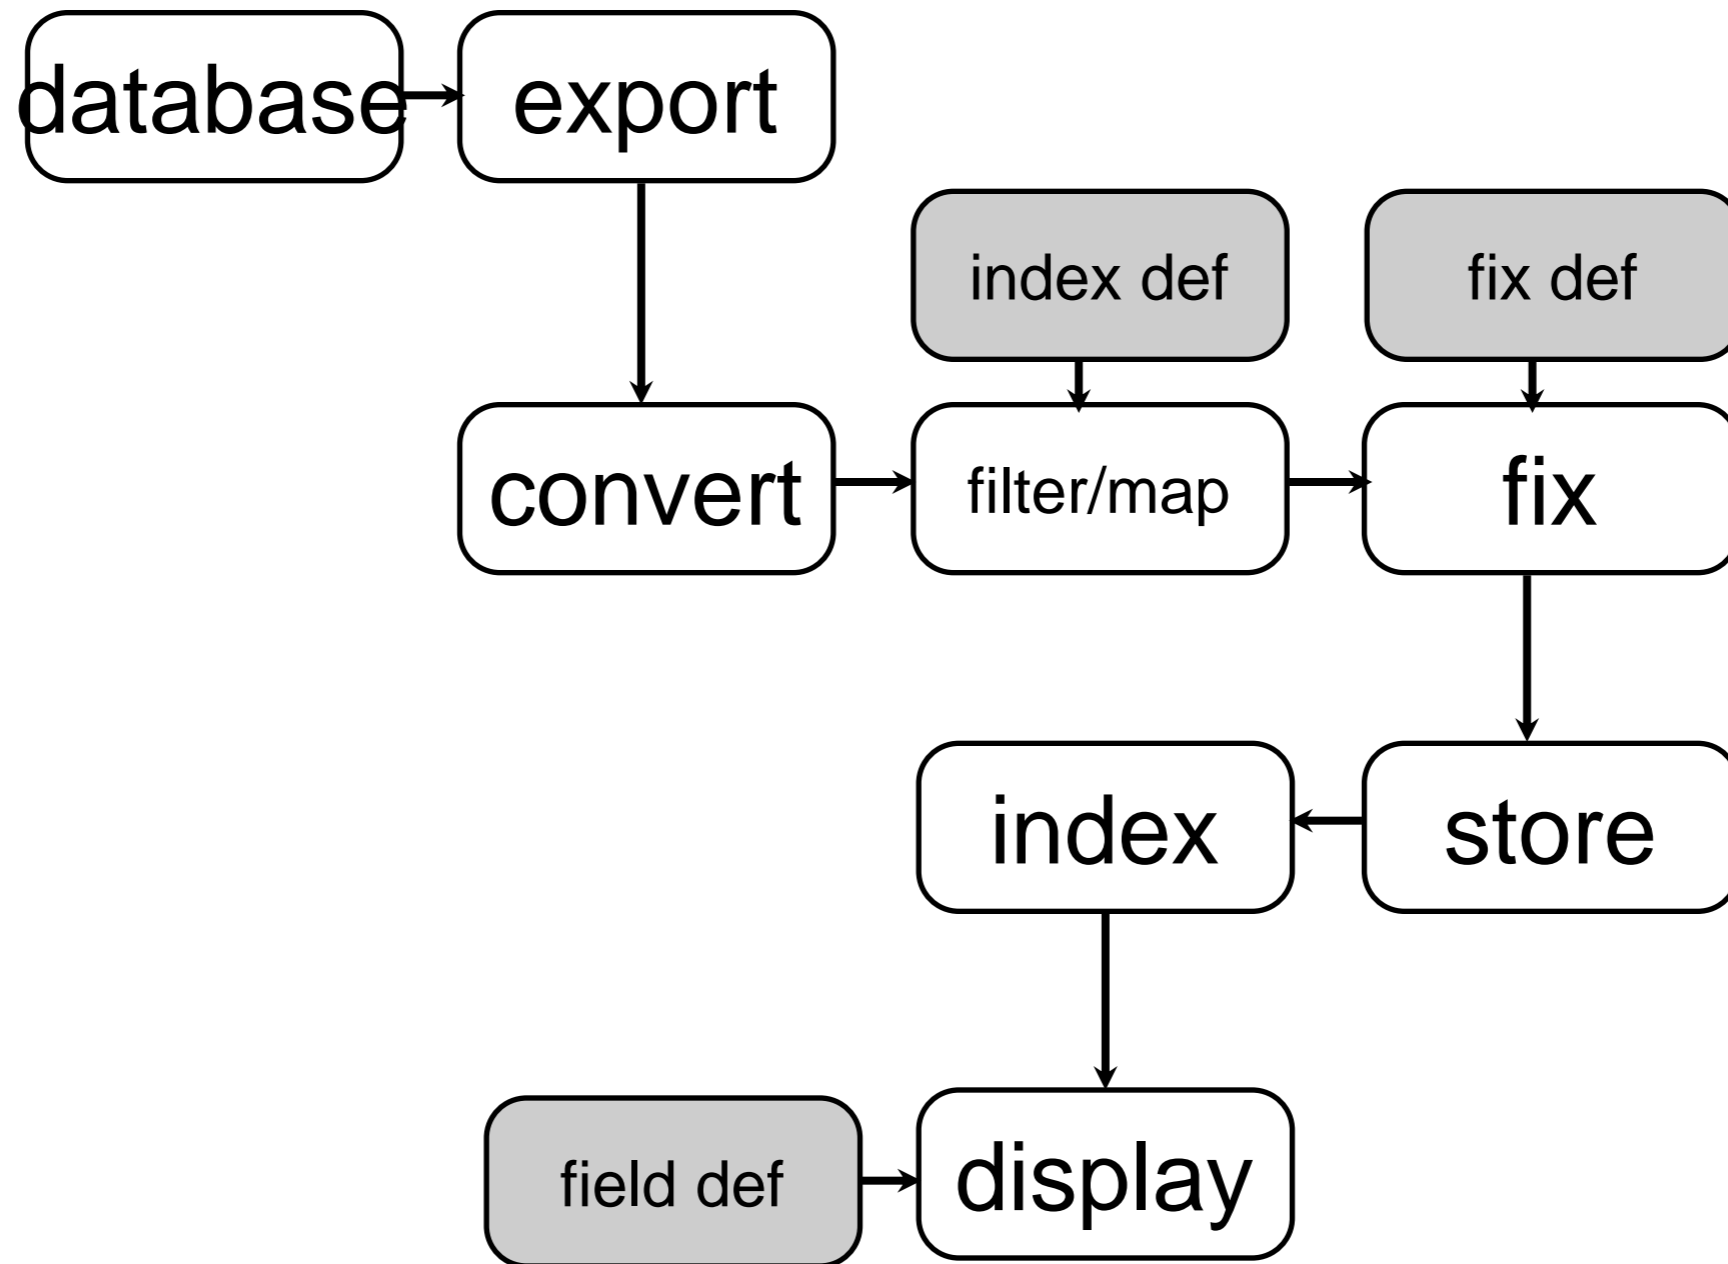 database
export
index def
fix def
convert
filter/map
fix
index
store
field def
display